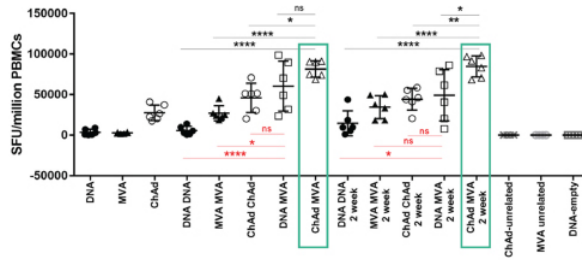 ns
*
*
****
**
****
****
****
100000
50000
0
-50000
SFU/million PBMCs
ns
*
****
ns
ns
*
DNA
MVA
ChAd
DNA DNA
MVA MVA
ChAd ChAd
DNA MVA
ChAd MVA
DNA DNA 2 week
MVA MVA 2 week
ChAd ChAd 2 week
DNA MVA 2 week
ChAd MVA 2 week
ChAd-unrelated
MVA unrelated
DNA-empty